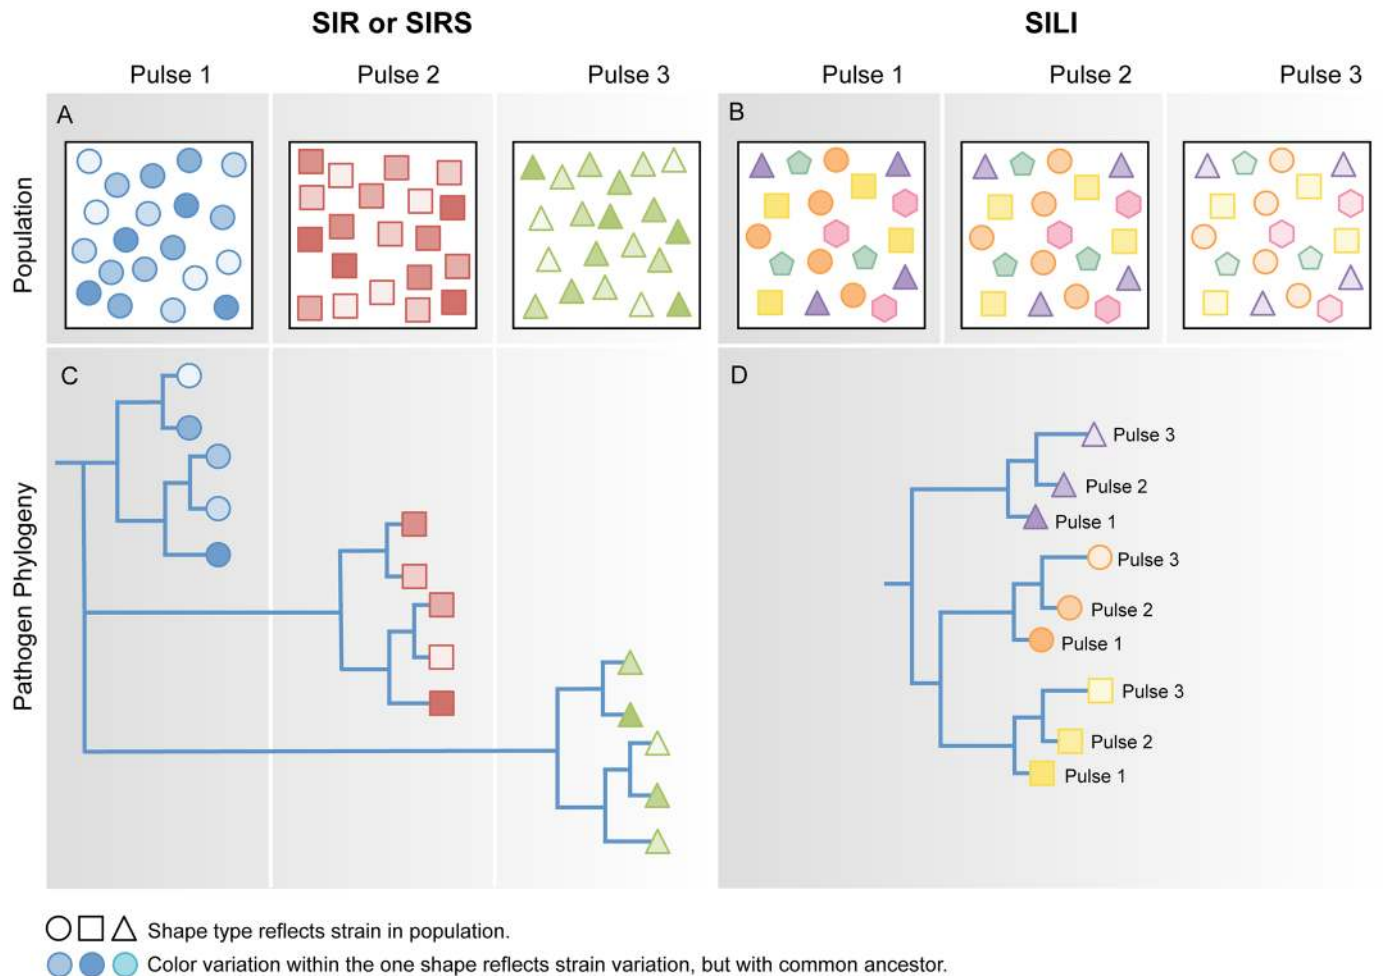 SIR or SIRS
SILI
Pulse 1
Pulse 2
Pulse 3
Pulse 1
Pulse 2
Pulse 3
A
B
Population
C
D
Pathogen Phylogeny
Pulse 3
Pulse 2
Pulse 1
Pulse 3
Pulse 2
Pulse 1
Pulse 3
Pulse 2
Pulse 1
Shape type reflects strain in population.
Color variation within the one shape reflects strain variation, but with common ancestor.